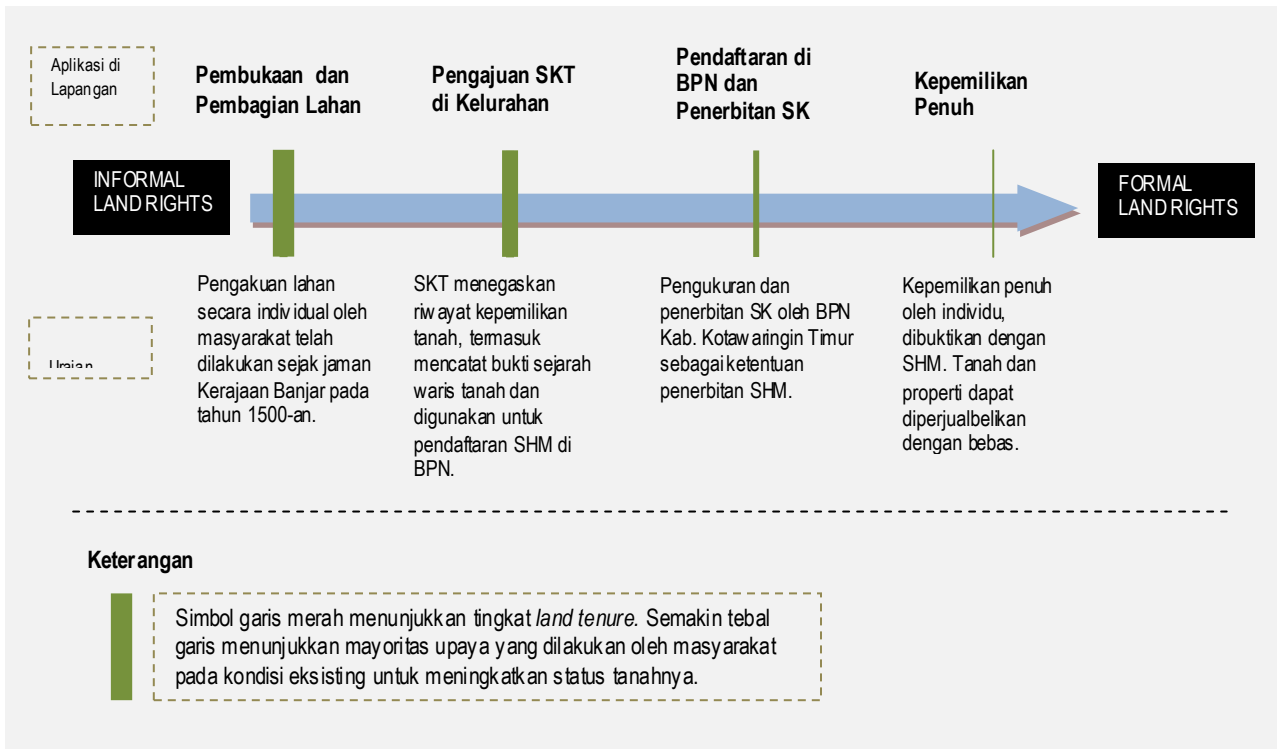 Aplikasi di
Lapangan
Pembukaan dan
Pembagian Lahan
Pengajuan SKT
di Kelurahan
Pendaftaran di
BPN dan
Penerbitan SK
Kepemilikan
Penuh
INFORMAL
LAND RIGHTS
FORMAL
LAND RIGHTS
Uraian
Pengakuan lahan
secara individual oleh
masyarakat telah
dilakukan sejak jaman
Kerajaan Banjar pada
tahun 1500-an.
SKT menegaskan
riwayat kepemilikan
tanah, termasuk
mencatat bukti sejarah
waris tanah dan
digunakan untuk
pendaftaran SHM di
BPN.
Pengukuran dan
penerbitan SK oleh BPN
Kab. Kotawaringin Timur
sebagai ketentuan
penerbitan SHM.
Kepemilikan penuh
oleh individu,
dibuktikan dengan
SHM. Tanah dan
properti dapat
diperjualbelikan
dengan bebas.
Keterangan
Simbol garis merah menunjukkan tingkat land tenure. Semakin tebal
garis menunjukkan mayoritas upaya yang dilakukan oleh masyarakat
pada kondisi eksisting untuk meningkatkan status tanahnya.